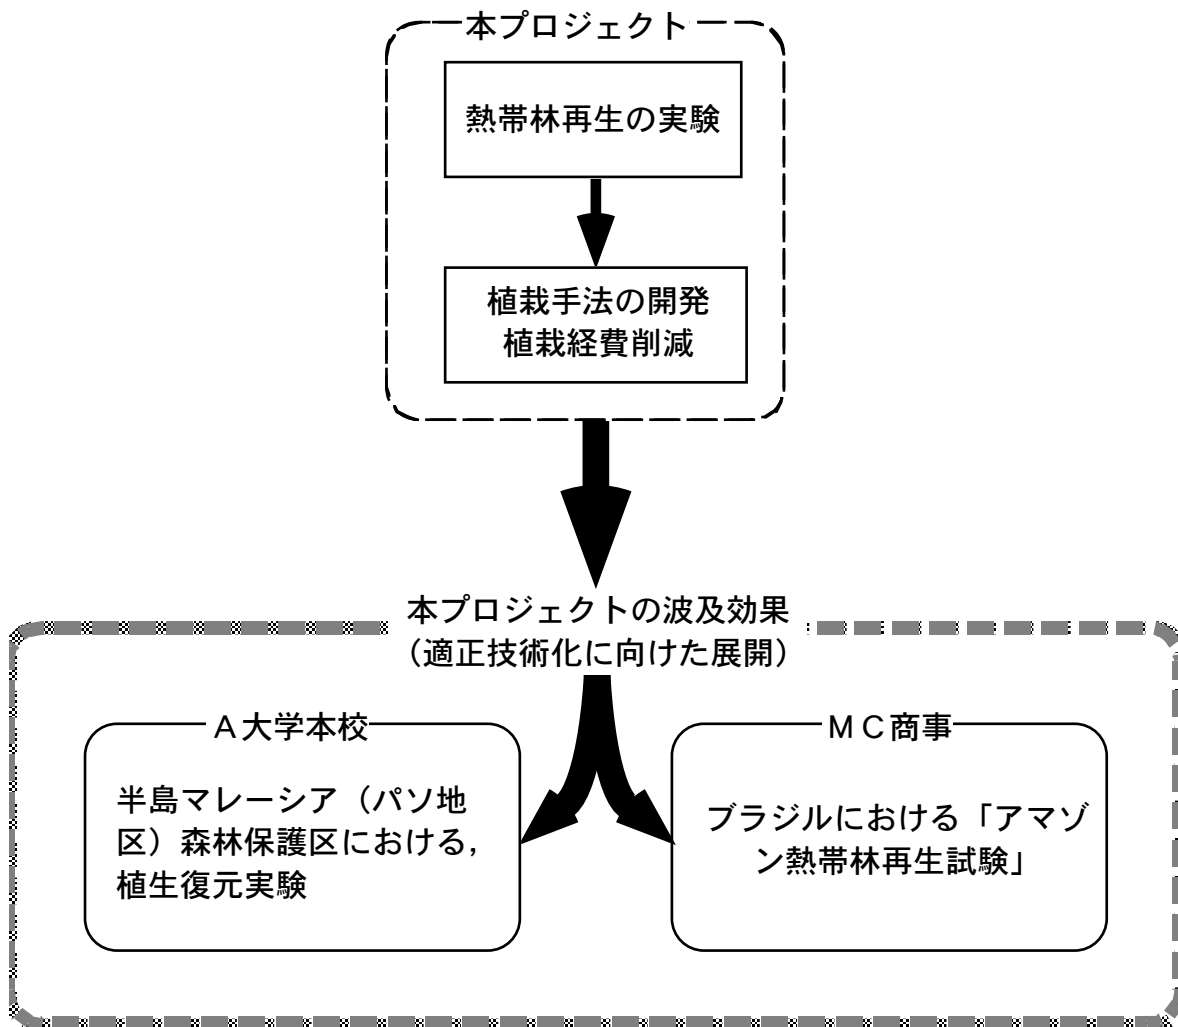 本プロジェクト
熱帯林再生の実験
植栽手法の開発
植栽経費削減
本プロジェクトの波及効果
（適正技術化に向けた展開）
Ａ大学本校
半島マレーシア（パソ地
区）森林保護区における，
植生復元実験
ＭＣ商事
ブラジルにおける「アマゾ
ン熱帯林再生試験」